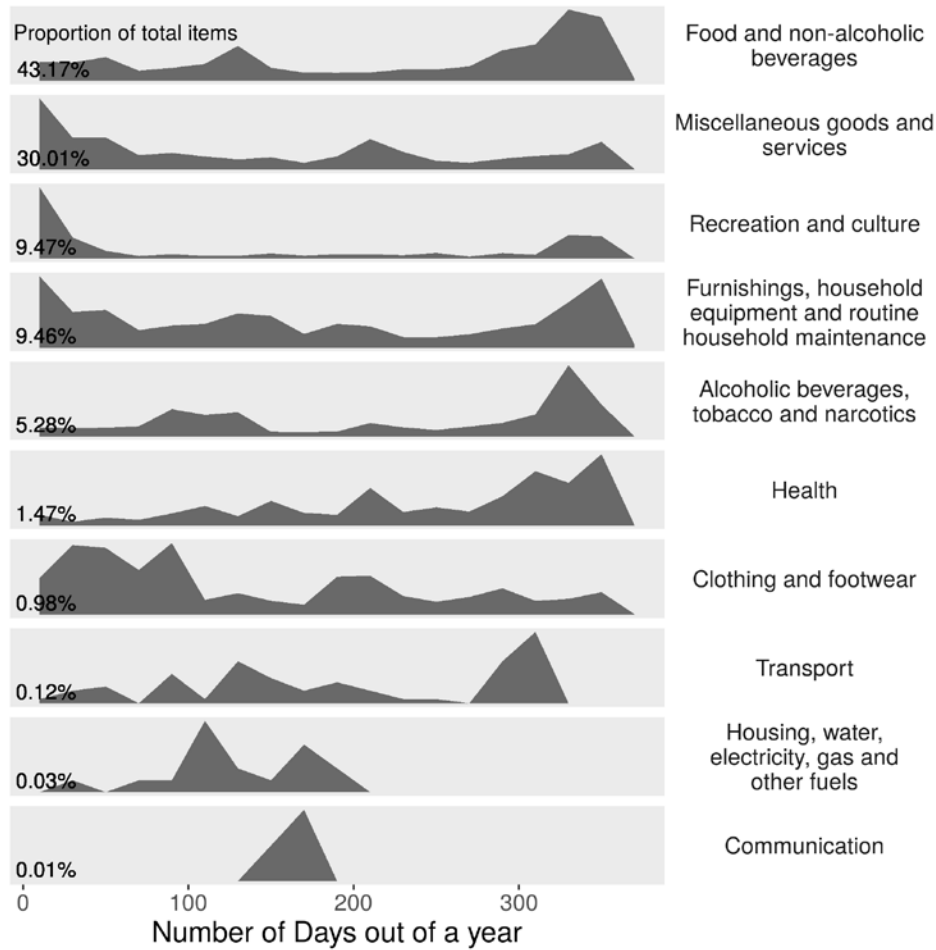 Proportion of total items
43.17%
Food and non-alcoholic
beverages
30.01%
Miscellaneous goods and
services
9.47%
Recreation and culture
9.46%
Furnishings, household
equipment and routine
household maintenance
5.28%
Alcoholic beverages,
tobacco and narcotics
1.47%
Health
0.98%
Clothing and footwear
0.12%
Transport
0.03%
Housing, water,
electricity, gas and
other fuels
0.01%
Communication
0 100 200 300
Number of Days out of a year